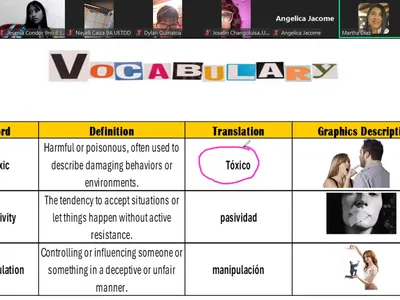 Angelica Jacome
Jesenia Condor 9no B (...
Nayeli Caiza 9A UETDD
Dylan Quinatoa
Joselin Changoluisa,U...
Angelica Jacome
Martha Diaz
VOCABULARY
ord Definition Translation Graphics Descripti
xic
Harmful or poisonous, often used to
describe damaging behaviors or
environments.
Tóxico
ivity
The tendency to accept situations or
let things happen without active
resistance.
pasividad
ulation
Controlling or influencing someone or
something in a deceptive or unfair
manner.
manipulación